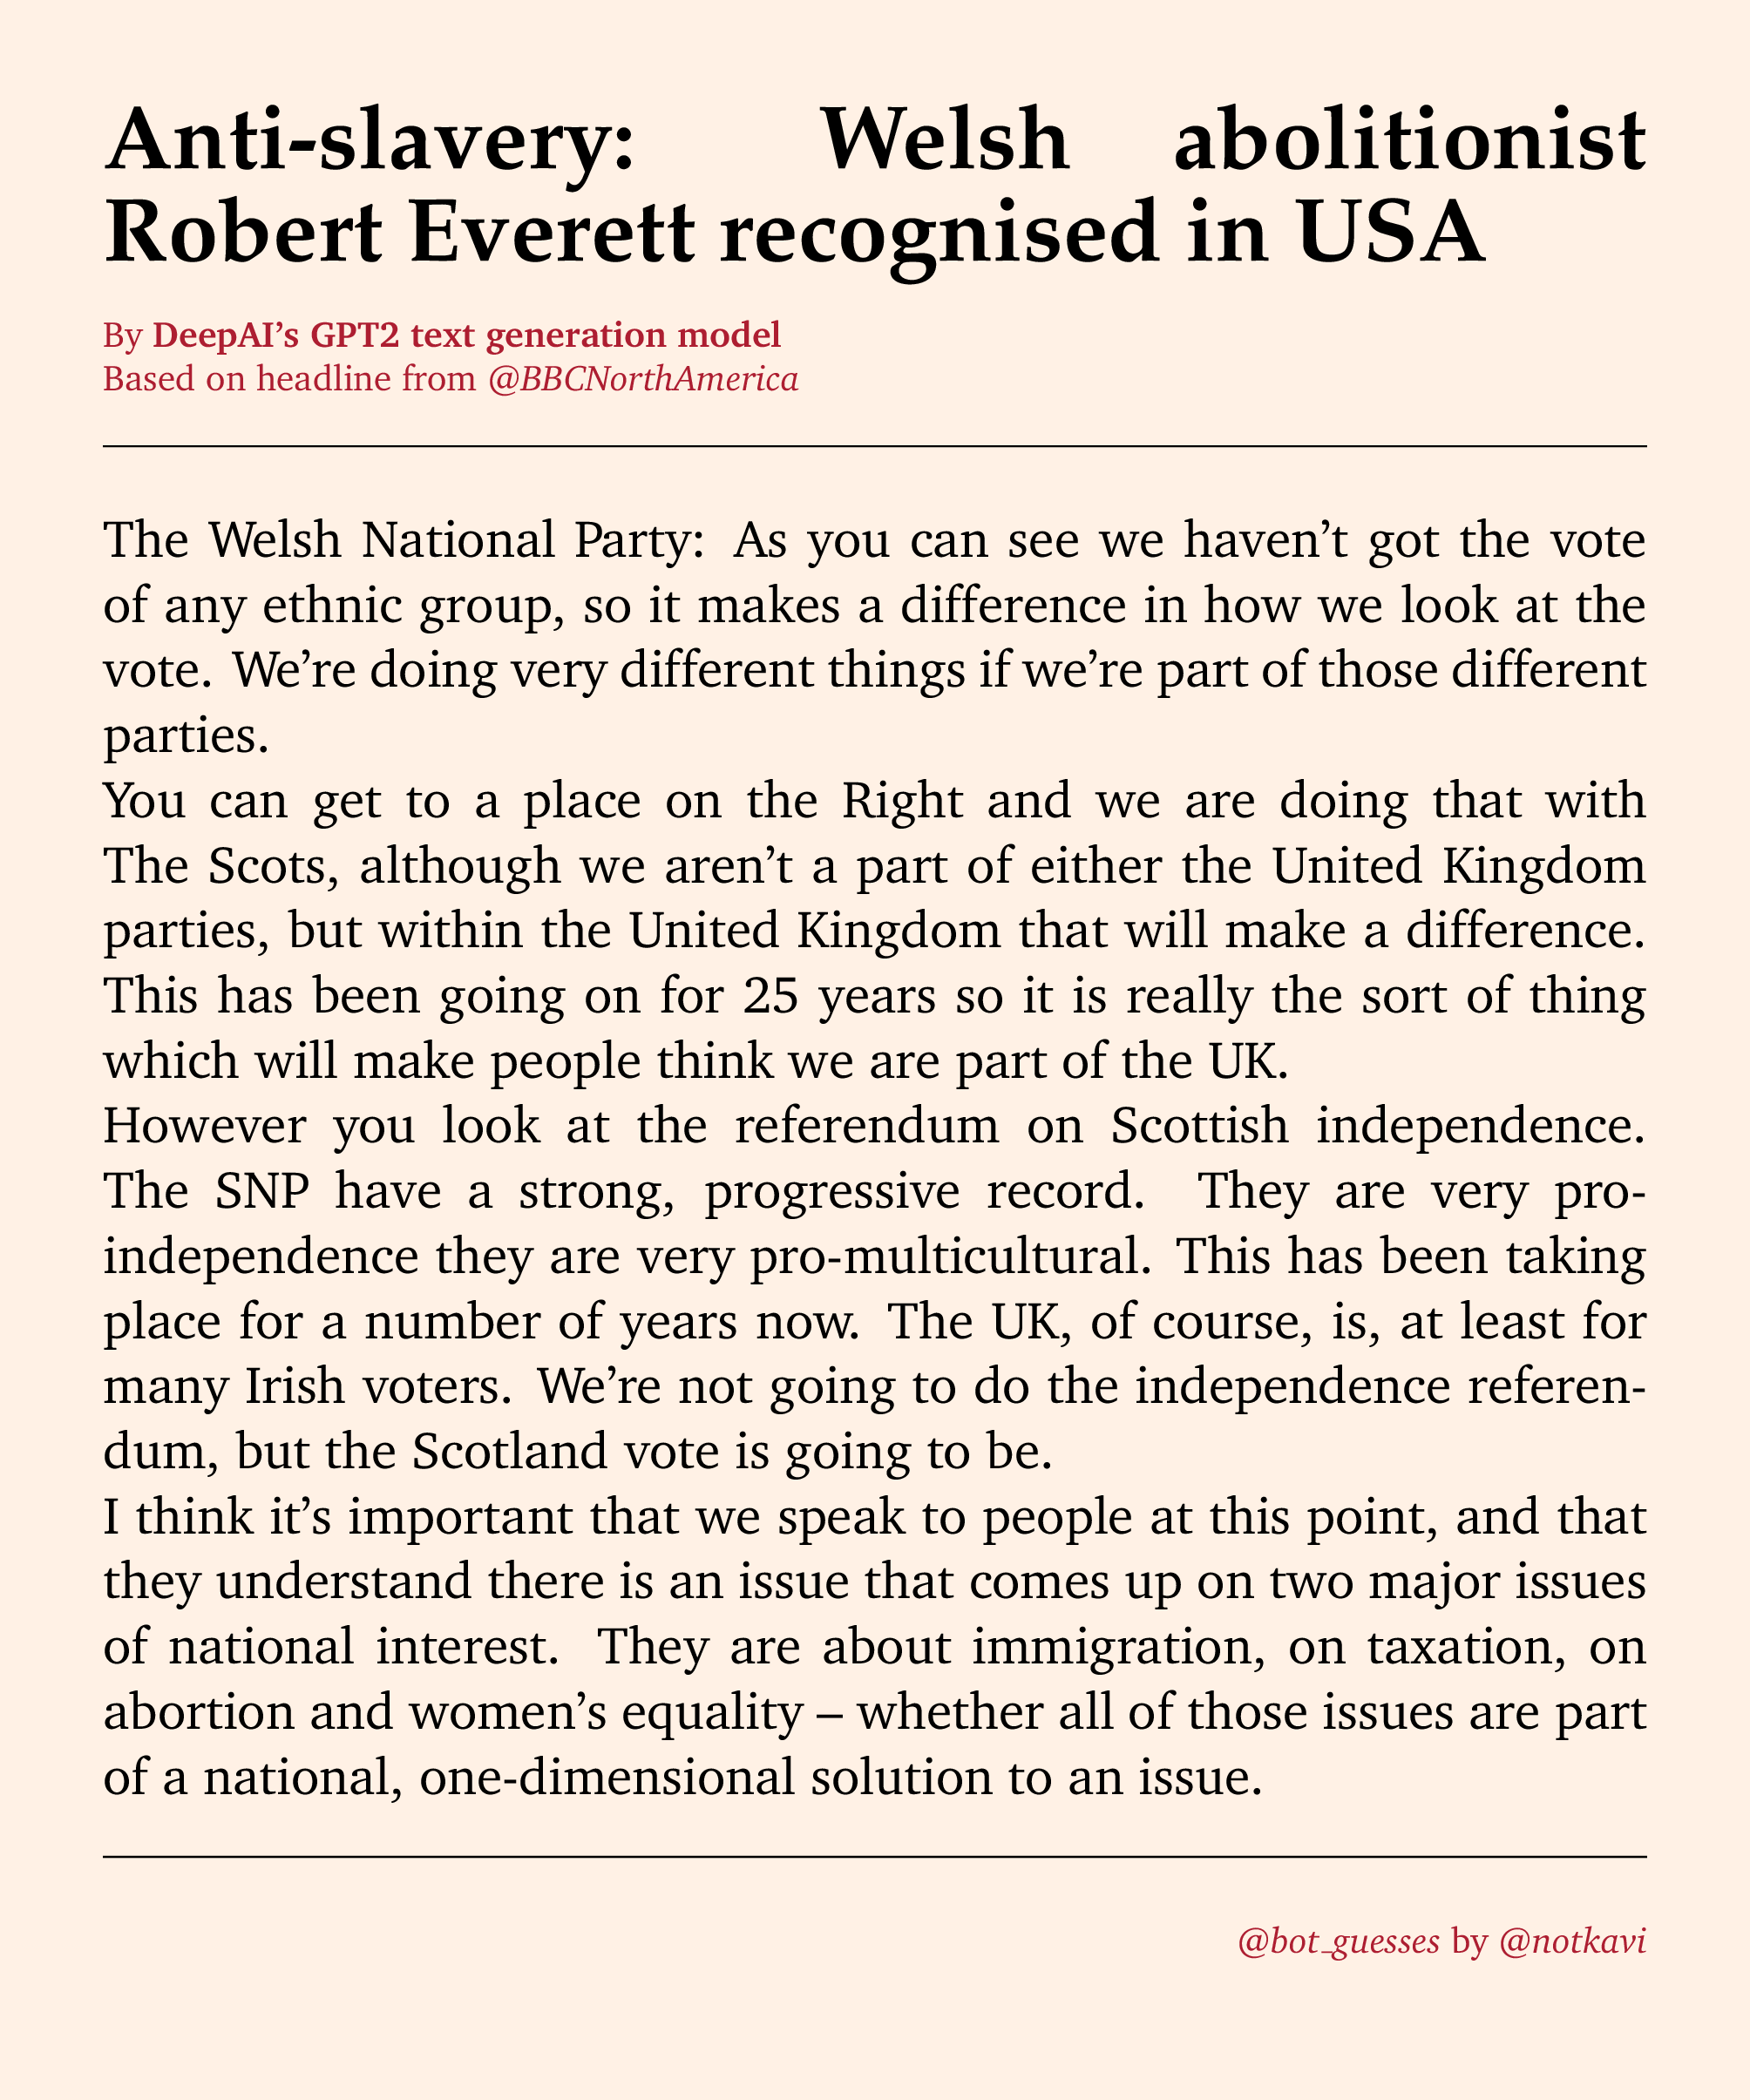 Anti-slavery: Welsh abolitionist
Robert Everett recognised in USA
By DeepAI’s GPT2 text generation model
Based on headline from @BBCNorthAmerica
The Welsh National Party: As you can see we haven’t got the vote
of any ethnic group, so it makes a difference in how we look at the
vote. We’re doing very different things if we’re part of those different
parties.
You can get to a place on the Right and we are doing that with
The Scots, although we aren’t a part of either the United Kingdom
parties, but within the United Kingdom that will make a difference.
This has been going on for 25 years so it is really the sort of thing
which will make people think we are part of the UK.
However you look at the referendum on Scottish independence.
The SNP have a strong, progressive record. They are very pro-
independence they are very pro-multicultural. This has been taking
place for a number of years now. The UK, of course, is, at least for
many Irish voters. We’re not going to do the independence referen-
dum, but the Scotland vote is going to be.
I think it’s important that we speak to people at this point, and that
they understand there is an issue that comes up on two major issues
of national interest. They are about immigration, on taxation, on
abortion and women’s equality – whether all of those issues are part
of a national, one-dimensional solution to an issue.
@bot_guesses by @notkavi